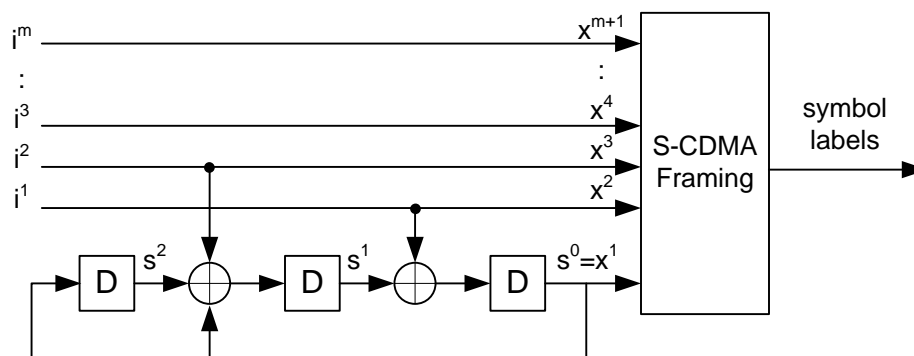 i^m x^{m+1}
:
:
i^3 x^4
i^2 x^3
i^1 x^2
S-CDMA
Framing
symbol
labels
D s^2 D s^1 D s^0=x^1